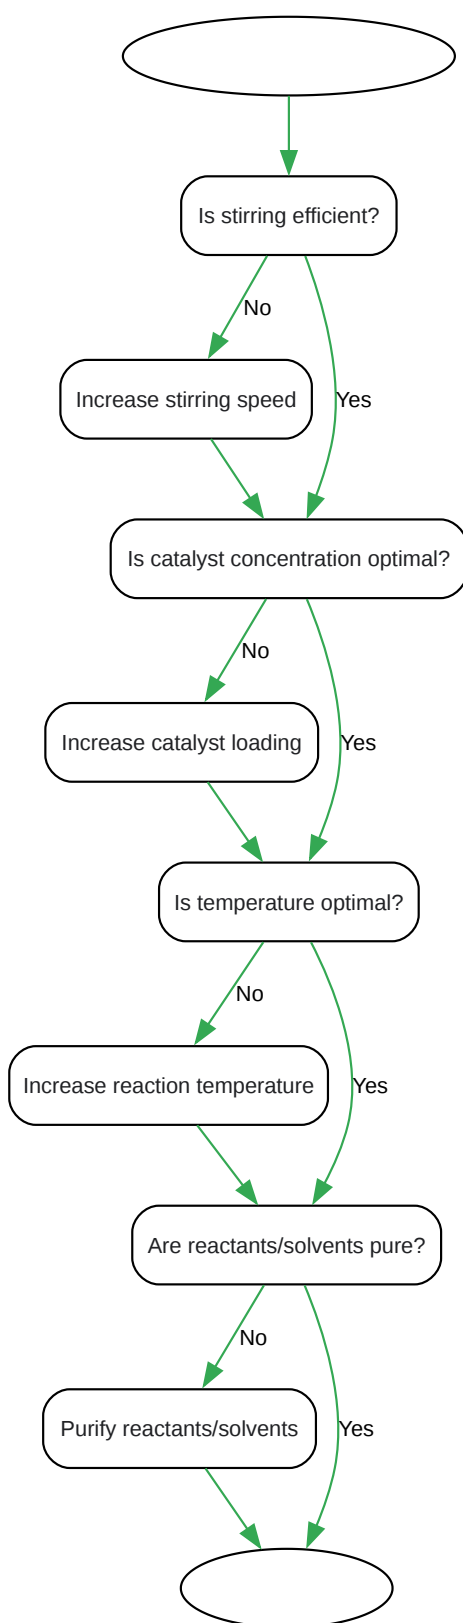 Is stirring efficient?
No
Increase stirring speed
Yes
Is catalyst concentration optimal?
No
Increase catalyst loading
Yes
Is temperature optimal?
No
Increase reaction temperature
Yes
Are reactants/solvents pure?
No
Purify reactants/solvents
Yes